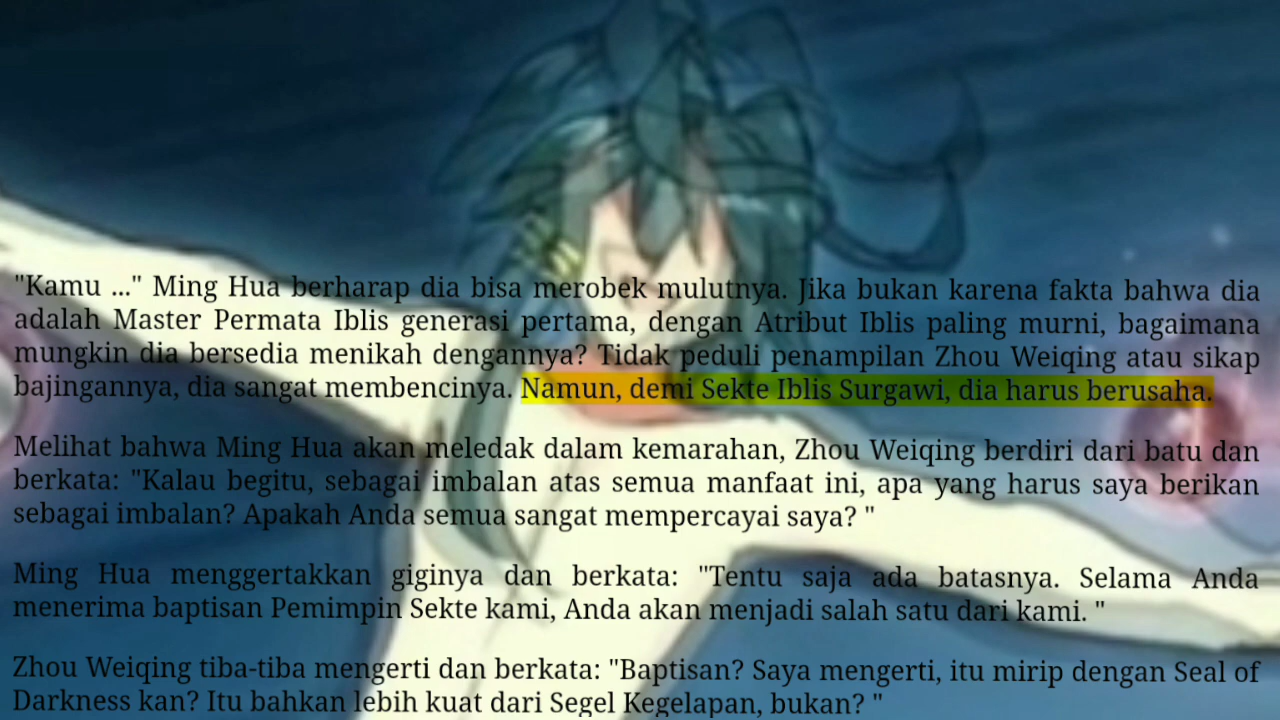 "Kamu ..." Ming Hua berharap dia bisa merobek mulutnya. Jika bukan karena fakta bahwa dia
adalah Master Permata Iblis generasi pertama, dengan Atribut Iblis paling murni, bagaimana
mungkin dia bersedia menikah dengannya? Tidak peduli penampilan Zhou Weiqing atau sikap
bajingannya, dia sangat membencinya. Namun, demi Sekte Iblis Surgawi, dia harus berusaha.
Melihat bahwa Ming Hua akan meledak dalam kemarahan, Zhou Weiqing berdiri dari batu dan
berkata: "Kalau begitu, sebagai imbalan atas semua manfaat ini, apa yang harus saya berikan
sebagai imbalan? Apakah Anda semua sangat mempercayai saya? "
Ming Hua menggertakkan giginya dan berkata: "Tentu saja ada batasnya. Selama Anda
menerima baptisan Pemimpin Sekte kami, Anda akan menjadi salah satu dari kami. "
Zhou Weiqing tiba-tiba mengerti dan berkata: "Baptisan? Saya mengerti, itu mirip dengan Seal of
Darkness kan? Itu bahkan lebih kuat dari Segel Kegelapan, bukan? "